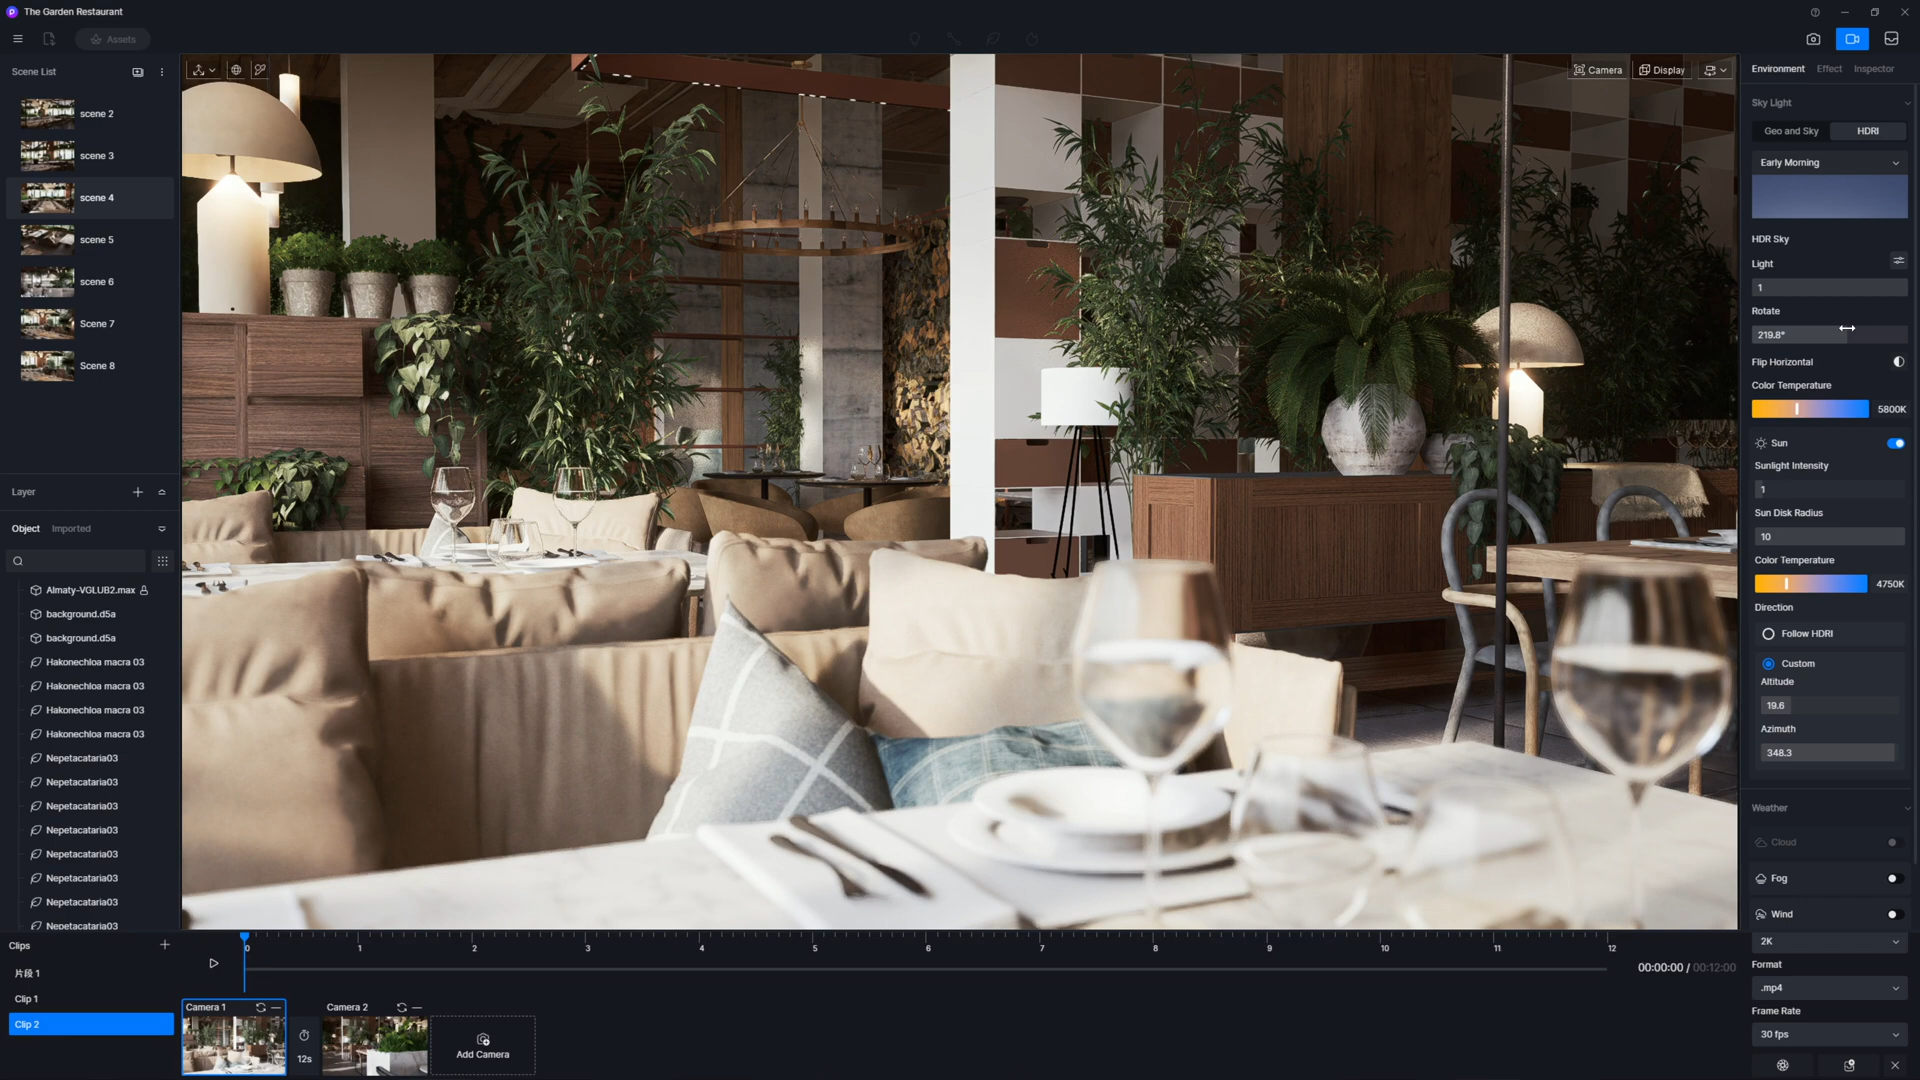 The Garden Restaurant
Assets
Scene List
scene 2
scene 3
scene 4
scene 5
scene 6
Scene 7
Scene 8
Layer
Object Imported
Almaty-VGLUB2.max
background.d5a
background.d5a
Hakonechloa macra 03
Hakonechloa macra 03
Hakonechloa macra 03
Hakonechloa macra 03
Nepetacataria03
Nepetacataria03
Nepetacataria03
Nepetacataria03
Nepetacataria03
Nepetacataria03
Nepetacataria03
Nepetacataria03
Camera Display
Environment Effect Inspector
Sky Light
Geo and Sky HDRI
Early Morning
HDR Sky
Light
1
Rotate
219.8°
Flip Horizontal
Color Temperature
5800K
Sun
Sunlight Intensity
1
Sun Disk Radius
10
Color Temperature
4750K
Direction
Follow HDRI
Custom
Altitude
19.6
Azimuth
348.3
Weather
Cloud
Fog
Wind
2K
Format
.mp4
Frame Rate
30 fps
Clips
片段 1
Clip 1
Clip 2
0 1 2 3 4 5 6 7 8 9 10 11 12
00:00:00 / 00:12:00
Camera 1
12s
Camera 2
Add Camera